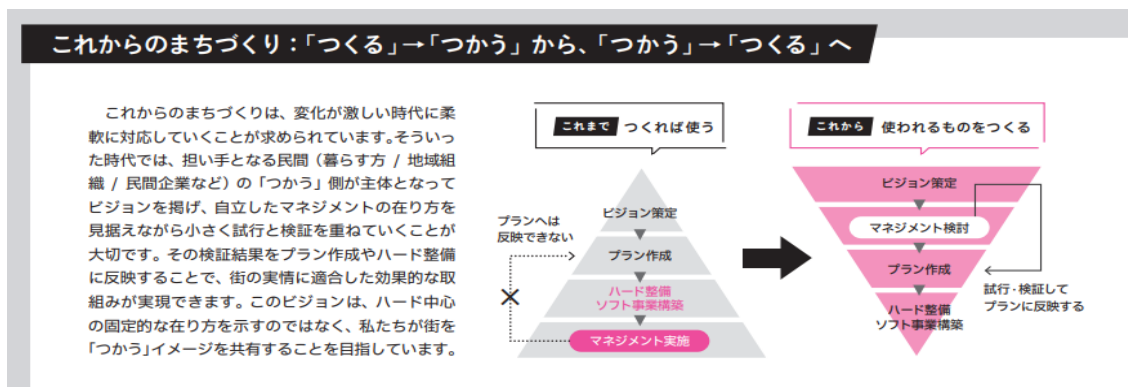 これからのまちづくり：「つくる」→「つかう」から、「つかう」→「つくる」へ
これからのまちづくりは、変化が激しい時代に柔
軟に対応していくことが求められています。そういっ
た時代では、担い手となる民間（暮らす方 / 地域組
織 / 民間企業など）の「つかう」側が主体となって
ビジョンを掲げ、自立したマネジメントの在り方を
見据えながら小さく試行と検証を重ねていくことが
大切です。その検証結果をプラン作成やハード整備
に反映することで、街の実情に適合した効果的な取
組みが実現できます。このビジョンは、ハード中心
の固定的な在り方を示すのではなく、私たちが街を
「つかう」イメージを共有することを目指しています。
これまで つくれば使う
ビジョン策定
プランへは
反映できない
プラン作成
ハード整備
ソフト事業構築
マネジメント実施
これから 使われるものをつくる
ビジョン策定
マネジメント検討
プラン作成
試行・検証して
プランに反映する
ハード整備
ソフト事業構築